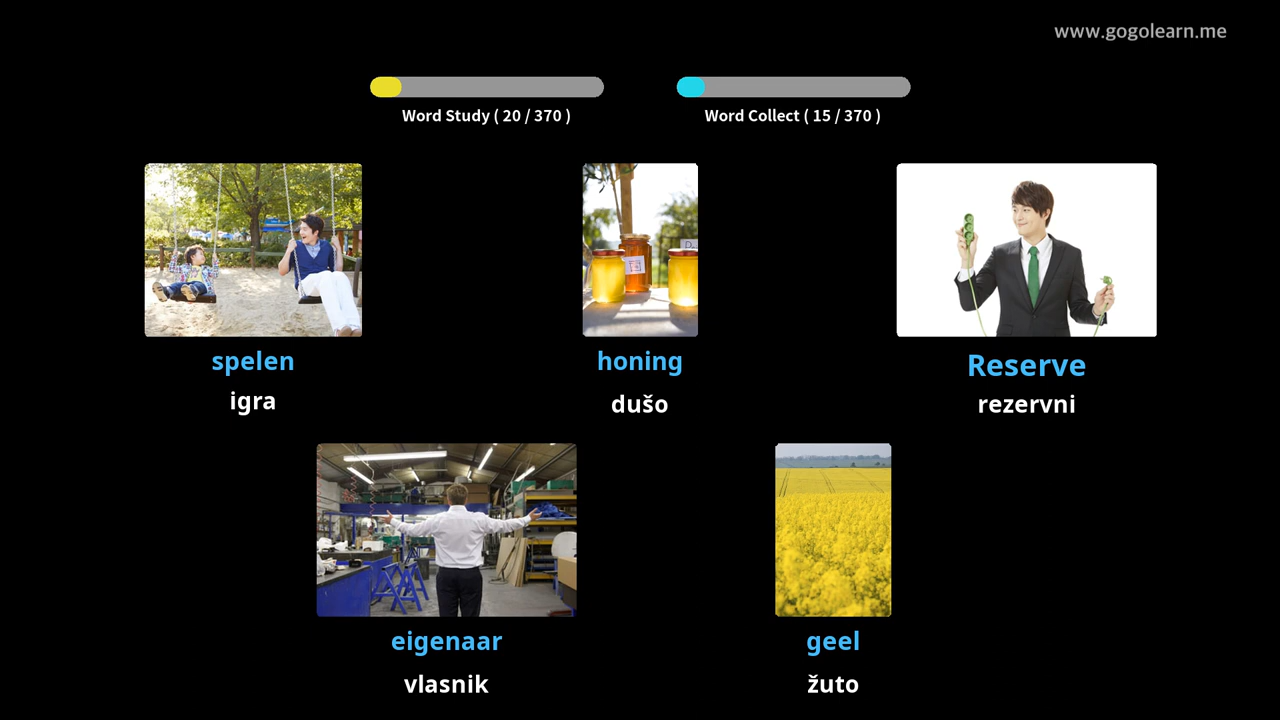 www.gogolearn.me
Word Study ( 20 / 370 )
Word Collect ( 15 / 370 )
spelen
honing
Reserve
igra
dušo
rezervni
eigenaar
geel
vlasnik
žuto